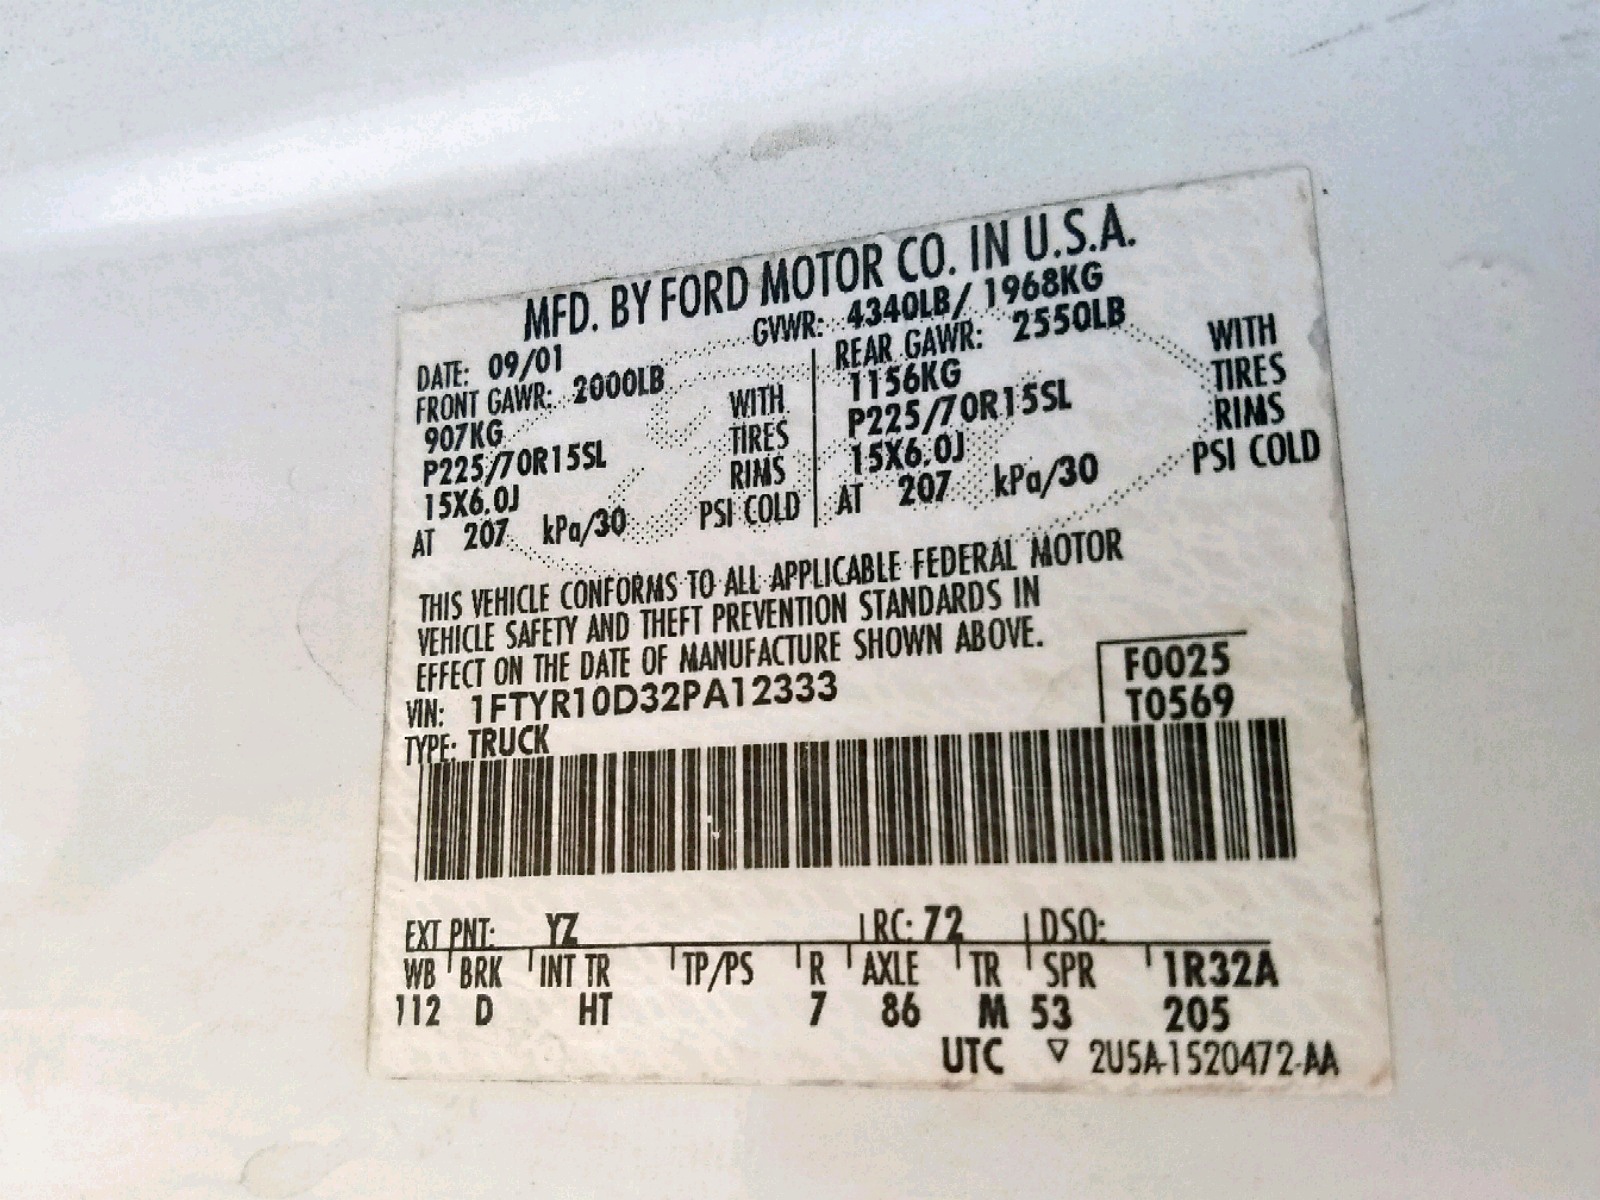 MFD. BY FORD MOTOR CO. IN U.S.A.
DATE: 09/01 GVWR: 4340LB/ 1968KG
FRONT GAWR: 2000LB REAR GAWR: 2550LB
907KG WITH 1156KG WITH
P225/70R15SL TIRES P225/70R15SL TIRES
15X6.0J RIMS 15X6.0J RIMS
AT 207 kPa/30 PSI COLD AT 207 kPa/30 PSI COLD
THIS VEHICLE CONFORMS TO ALL APPLICABLE FEDERAL MOTOR
VEHICLE SAFETY AND THEFT PREVENTION STANDARDS IN
EFFECT ON THE DATE OF MANUFACTURE SHOWN ABOVE.
VIN: 1FTYR10D32PA12333 F0025
TYPE: TRUCK T0569
EXT PNT: YZ RC: 72 DSO:
WB BRK INT TR TP/PS R AXLE TR SPR 1R32A
112 D HT 7 86 M 53 205
UTC ▽ 2U5A-1520472-AA